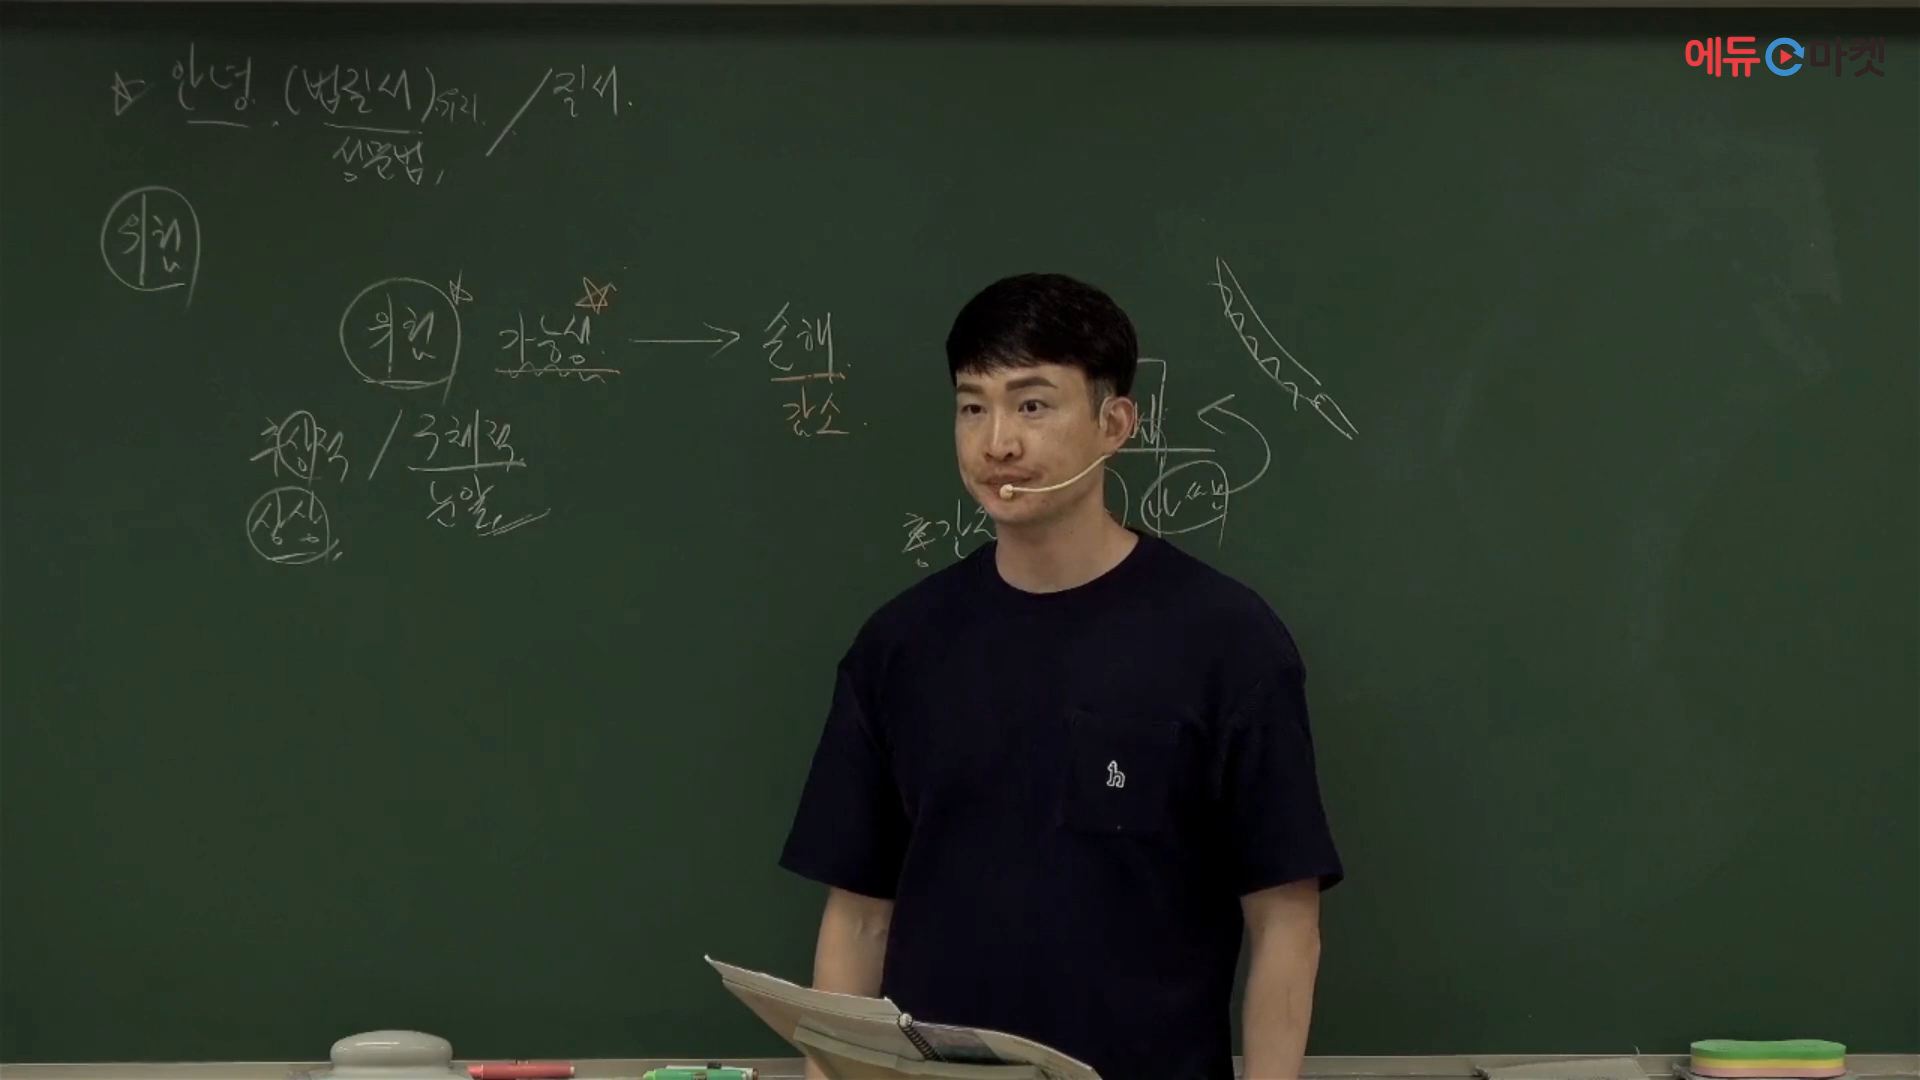 에듀 마켓
☆ 안녕. (법질서)유지. / 질서.
성문법,
위험
위험☆ 가능성. ☆ → 손해.
감소.
추상적 / 구체적
상상 눈앞
h